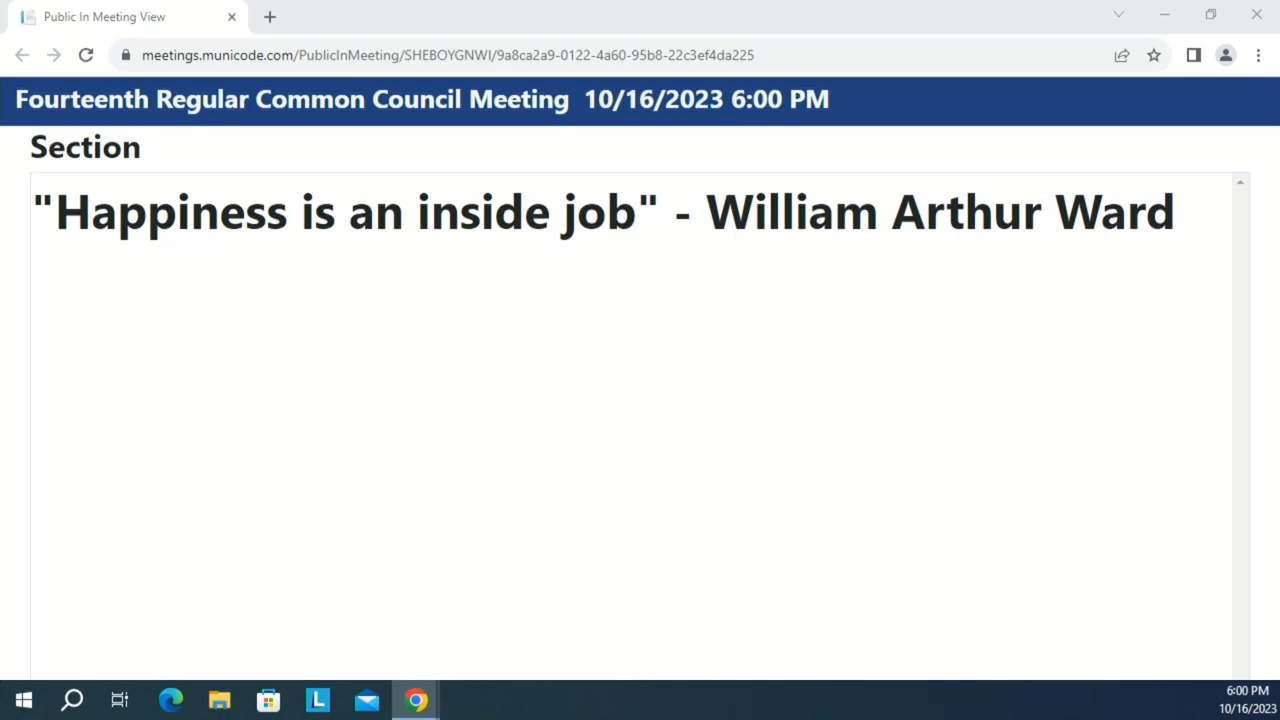 Public In Meeting View
meetings.municode.com/PublicInMeeting/SHEBOYGNWI/9a8ca2a9-0122-4a60-95b8-22c3ef4da225
Fourteenth Regular Common Council Meeting 10/16/2023 6:00 PM
Section
"Happiness is an inside job" - William Arthur Ward
L
6:00 PM
10/16/2023